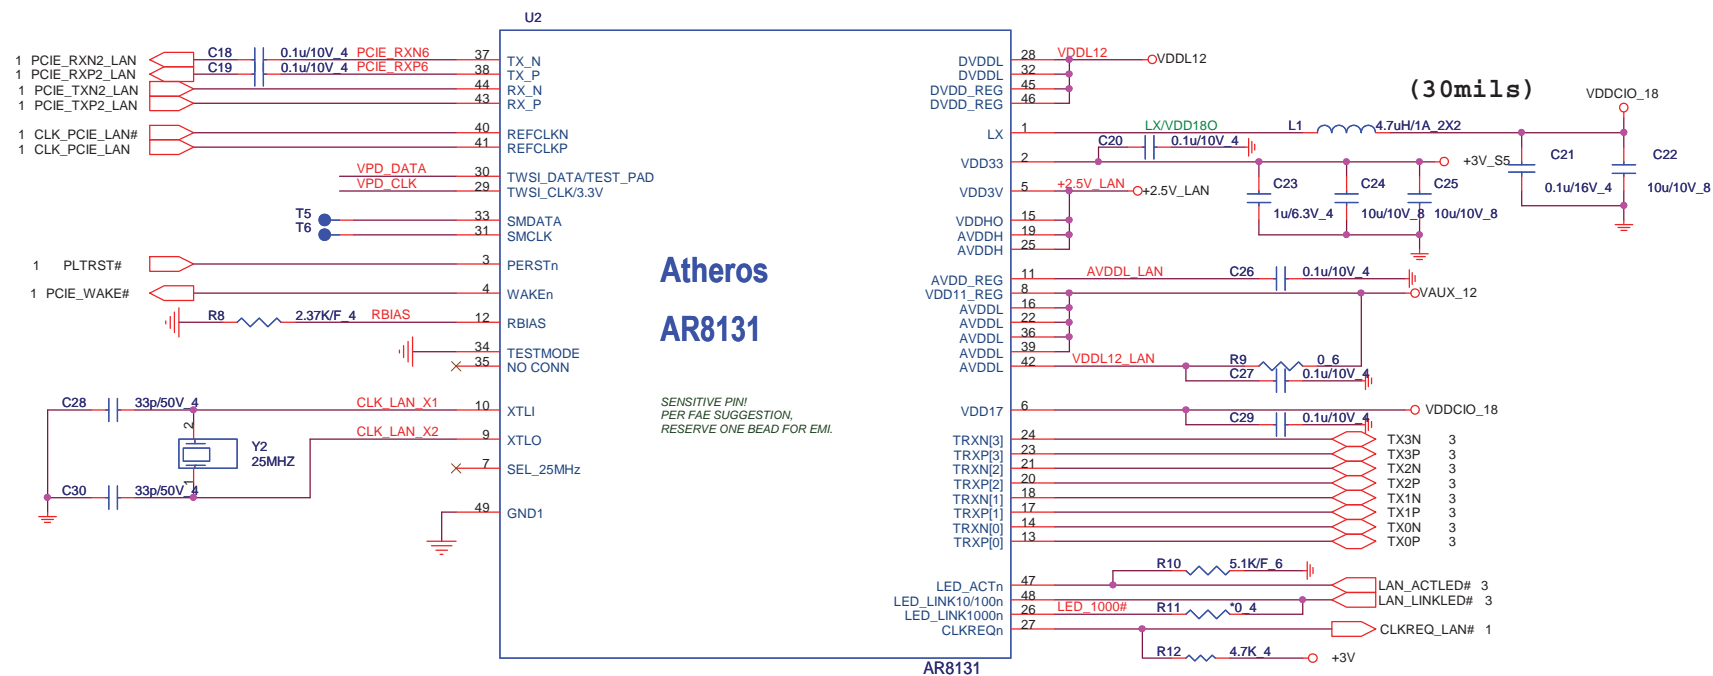 U2
1 PCIE_RXN2_LAN C18 0.1u/10V_4 PCIE_RXN6 37 TX_N
1 PCIE_RXP2_LAN C19 0.1u/10V_4 PCIE_RXP6 38 TX_P
1 PCIE_TXN2_LAN 44 RX_N
1 PCIE_TXP2_LAN 43 RX_P
1 CLK_PCIE_LAN# 40 REFCLKN
1 CLK_PCIE_LAN 41 REFCLKP
VPD_DATA 30 TWSI_DATA/TEST_PAD
VPD_CLK 29 TWSI_CLK/3.3V
T5 33 SMDATA
T6 31 SMCLK
1 PLTRST# 3 PERSTn
1 PCIE_WAKE# 4 WAKEn
R8 2.37K/F_4 RBIAS 12 RBIAS
34 TESTMODE
35 NO CONN
C28 33p/50V_4 CLK_LAN_X1 10 XTLI
2
CLK_LAN_X2 9 XTLO
Y2
25MHZ
7 SEL_25MHz
1
C30 33p/50V_4
49 GND1
Atheros
AR8131
SENSITIVE PIN!
PER FAE SUGGESTION,
RESERVE ONE BEAD FOR EMI.
DVDDL 28 VDDL12 VDDL12
DVDDL 32
DVDD_REG 45
DVDD_REG 46
(30mils)
VDDCIO_18
LX 1 LX/VDD18O L1 4.7uH/1A_2X2
C20 0.1u/10V_4
VDD33 2 +3V_S5
C21 0.1u/16V_4
C22 10u/10V_8
C23 1u/6.3V_4
C24 10u/10V_8
C25 10u/10V_8
VDD3V 5 +2.5V_LAN +2.5V_LAN
VDDHO 15
AVDDH 19
AVDDH 25
AVDD_REG 11 AVDDL_LAN C26 0.1u/10V_4
VDD11_REG 8 VAUX_12
AVDDL 16
AVDDL 22
AVDDL 36
AVDDL 39
AVDDL 42 VDDL12_LAN R9 0_6
C27 0.1u/10V_4
VDD17 6 VDDCIO_18
C29 0.1u/10V_4
TRXN[3] 24 TX3N 3
TRXP[3] 23 TX3P 3
TRXN[2] 21 TX2N 3
TRXP[2] 20 TX2P 3
TRXN[1] 18 TX1N 3
TRXP[1] 17 TX1P 3
TRXN[0] 14 TX0N 3
TRXP[0] 13 TX0P 3
R10 5.1K/F_6
LED_ACTn 47 LAN_ACTLED# 3
LED_LINK10/100n 48 LAN_LINKLED# 3
LED_LINK1000n 26 LED_1000# R11 *0_4
CLKREQn 27 CLKREQ_LAN# 1
R12 4.7K_4 +3V
AR8131